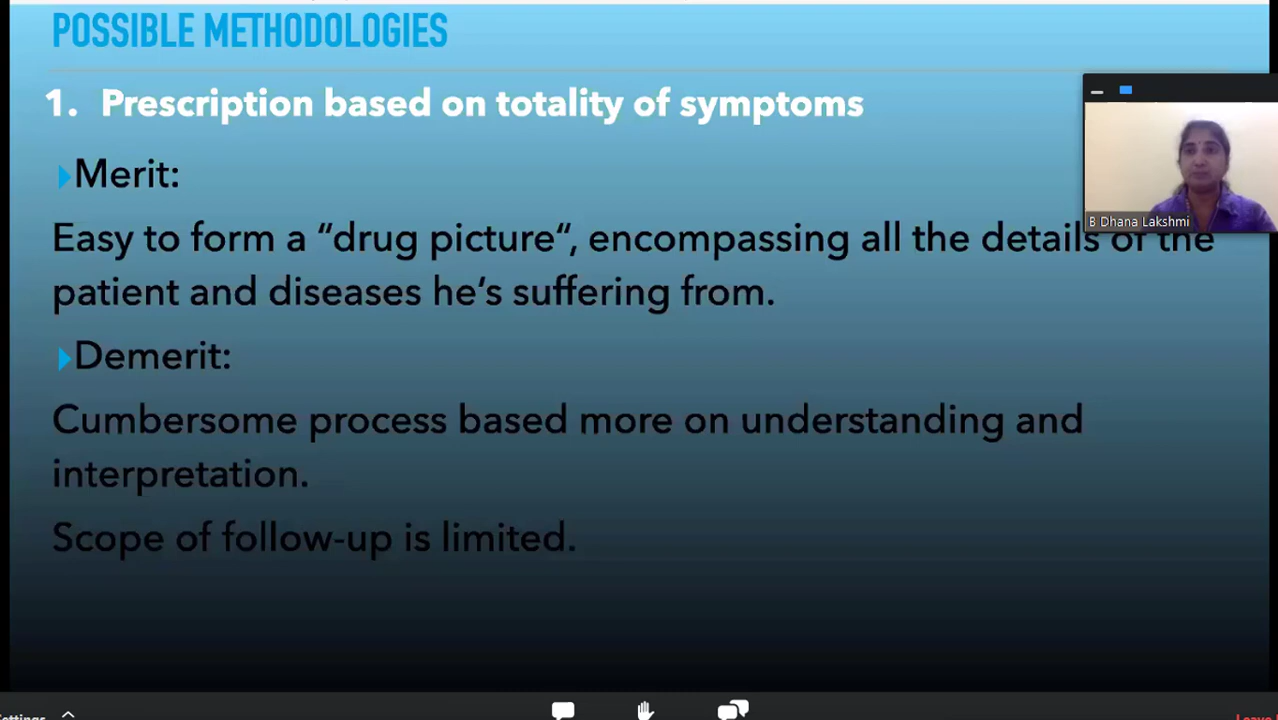 POSSIBLE METHODOLOGIES
1. Prescription based on totality of symptoms
Merit:
Easy to form a “drug picture“, encompassing all the details of the
patient and diseases he‘s suffering from.
Demerit:
Cumbersome process based more on understanding and
interpretation.
Scope of follow-up is limited.
B Dhana Lakshmi